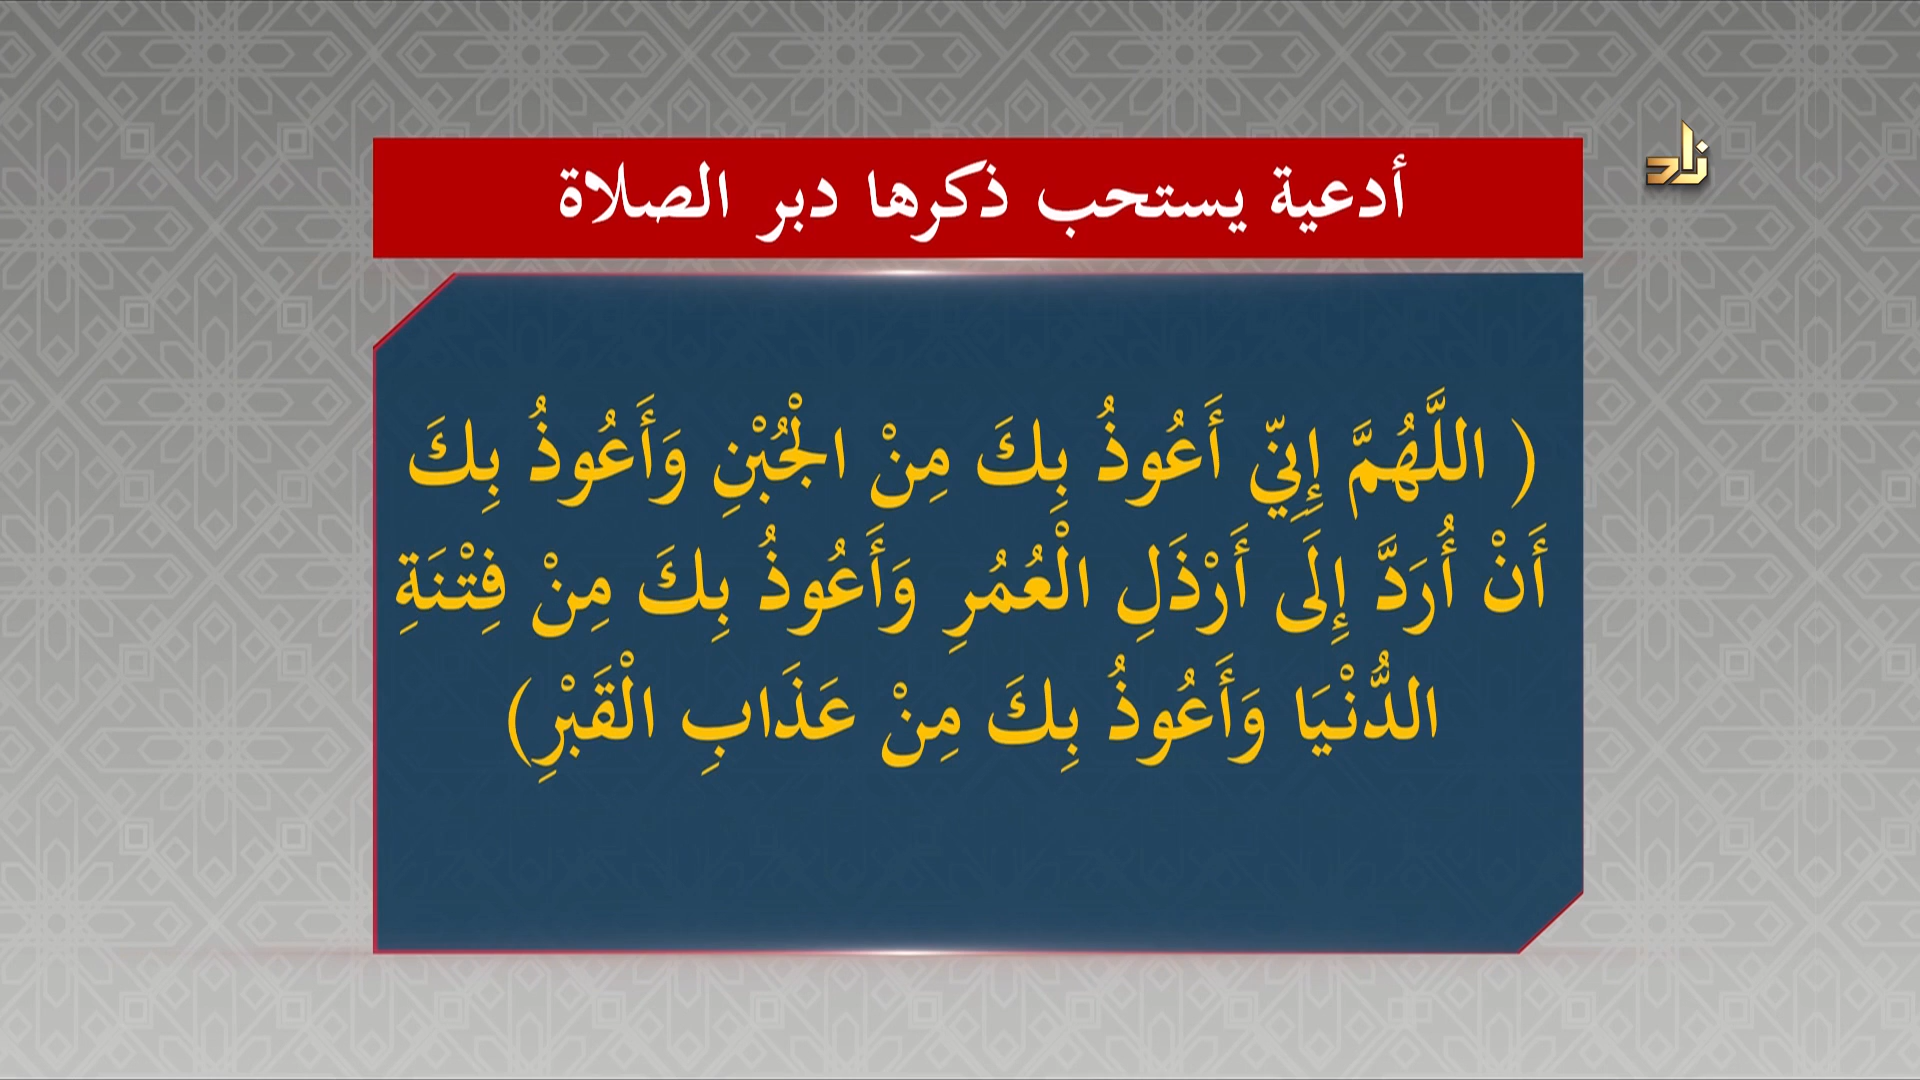 زاد
أدعية يستحب ذكرها دبر الصلاة
( اللَّهُمَّ إِنِّي أَعُوذُ بِكَ مِنْ الْجُبْنِ وَأَعُوذُ بِكَ
أَنْ أُرَدَّ إِلَى أَرْذَلِ الْعُمُرِ وَأَعُوذُ بِكَ مِنْ فِتْنَةِ
الدُّنْيَا وَأَعُوذُ بِكَ مِنْ عَذَابِ الْقَبْرِ)